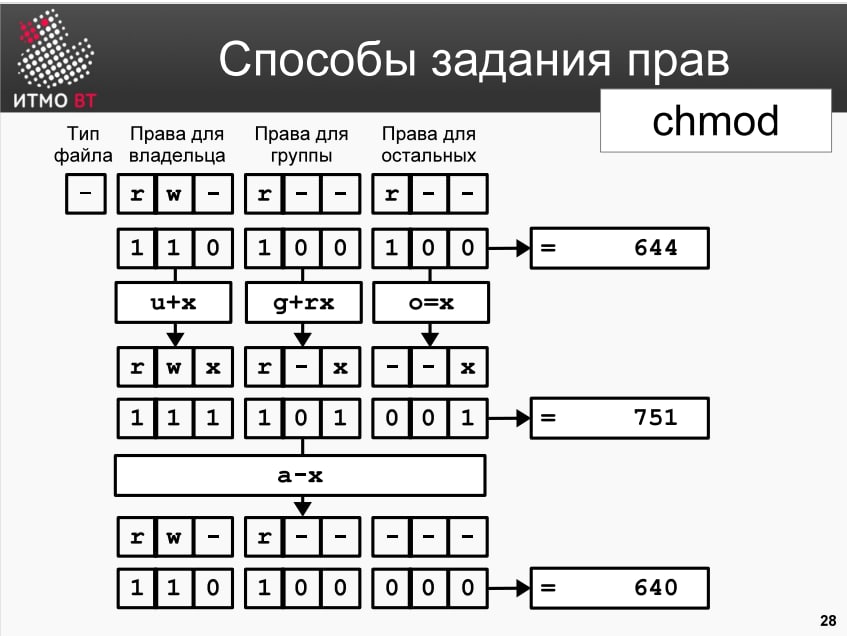 ИТМО ВТ
Способы задания прав
chmod
Тип файла
Права для владельца
Права для группы
Права для остальных
- r w - r - - r - -
1 1 0 1 0 0 1 0 0 = 644
u+x g+rx o=x
r w x r - x - - x
1 1 1 1 0 1 0 0 1 = 751
a-x
r w - r - - - - -
1 1 0 1 0 0 0 0 0 = 640
28